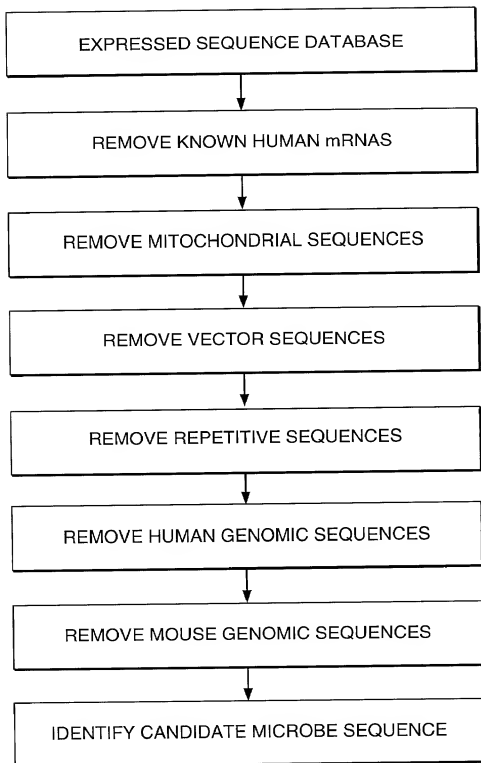 EXPRESSED SEQUENCE DATABASE
REMOVE KNOWN HUMAN mRNAS
REMOVE MITOCHONDRIAL SEQUENCES
REMOVE VECTOR SEQUENCES
REMOVE REPETITIVE SEQUENCES
REMOVE HUMAN GENOMIC SEQUENCES
REMOVE MOUSE GENOMIC SEQUENCES
IDENTIFY CANDIDATE MICROBE SEQUENCE